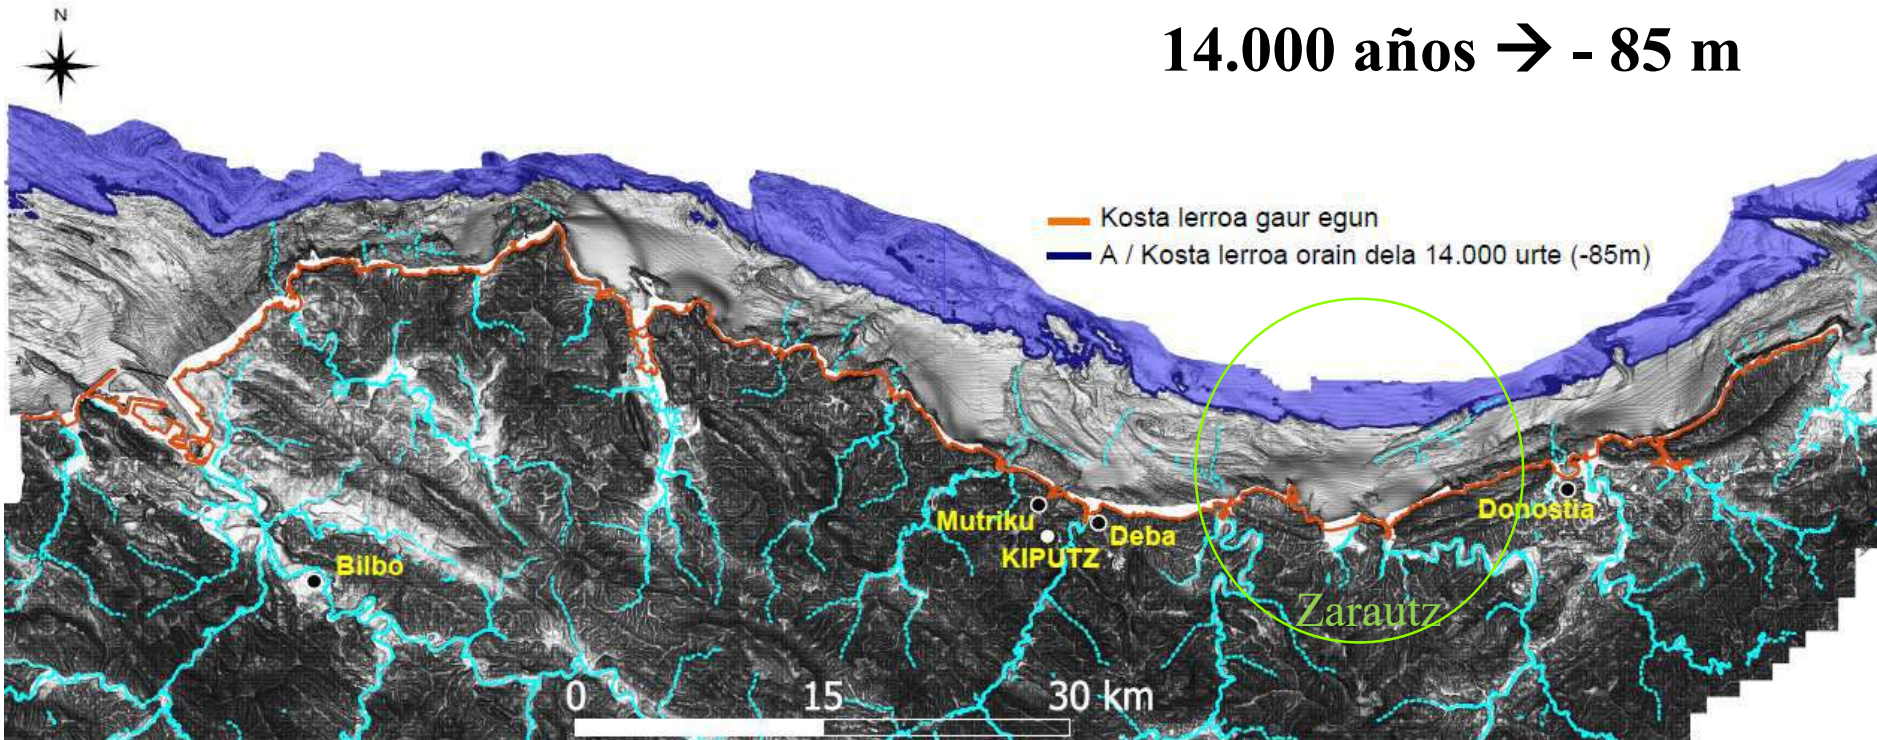 N
14.000 años → - 85 m
Kosta lerroa gaur egun
A / Kosta lerroa orain dela 14.000 urte (-85m)
Mutriku
Deba
KIPUTZ
Donostia
Bilbo
Zarautz
0 15 30 km